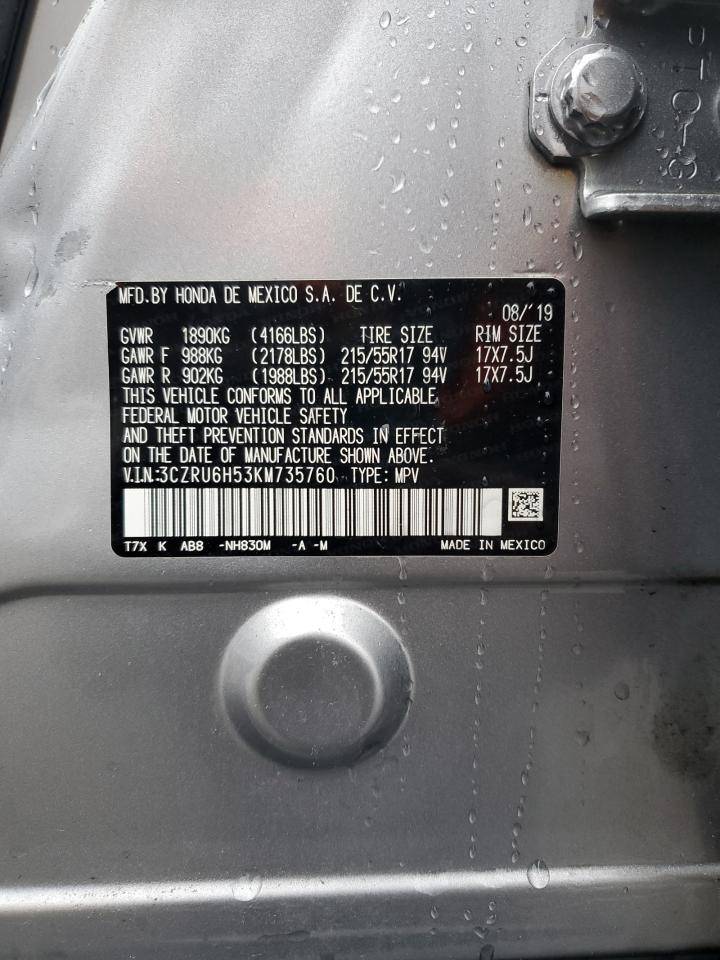 MFD.BY HONDA DE MEXICO S.A. DE C.V.
08/'19
GVWR 1890KG (4166LBS) TIRE SIZE RIM SIZE
GAWR F 988KG (2178LBS) 215/55R17 94V 17X7.5J
GAWR R 902KG (1988LBS) 215/55R17 94V 17X7.5J
THIS VEHICLE CONFORMS TO ALL APPLICABLE
FEDERAL MOTOR VEHICLE SAFETY
AND THEFT PREVENTION STANDARDS IN EFFECT
ON THE DATE OF MANUFACTURE SHOWN ABOVE.
V.I.N:3CZRU6H53KM735760 TYPE: MPV
T7X K AB8 -NH830M -A -M MADE IN MEXICO